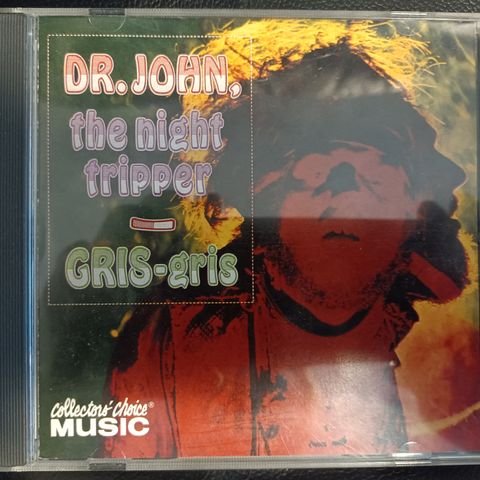 DR. JOHN,
the night
tripper
GRIS-gris
Collectors' Choice®
MUSIC